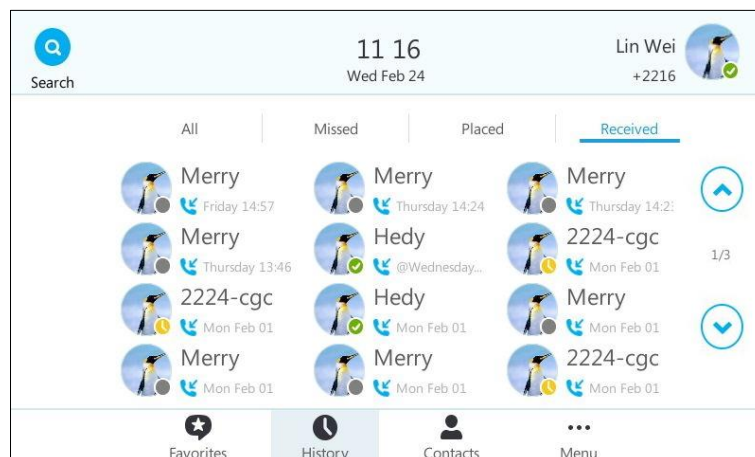 11 16
Lin Wei
Search
Wed Feb 24
+2216
All Missed Placed Received
Merry Merry Merry
Friday 14:57 Thursday 14:24 Thursday 14:2
Merry Hedy 2224-cgc
Thursday 13:46 @Wednesday... Mon Feb 01
1/3
2224-cgc Hedy Merry
Mon Feb 01 Mon Feb 01 Mon Feb 01
Merry Merry 2224-cgc
Mon Feb 01 Mon Feb 01 Mon Feb 01
Favorites History Contacts Menu